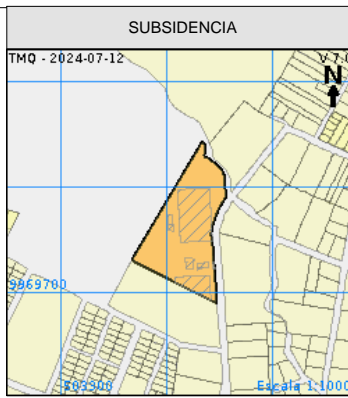 SUBSIDENCIA
TMQ - 2024-07-12
N
9969700
503300
Escala 1:1000